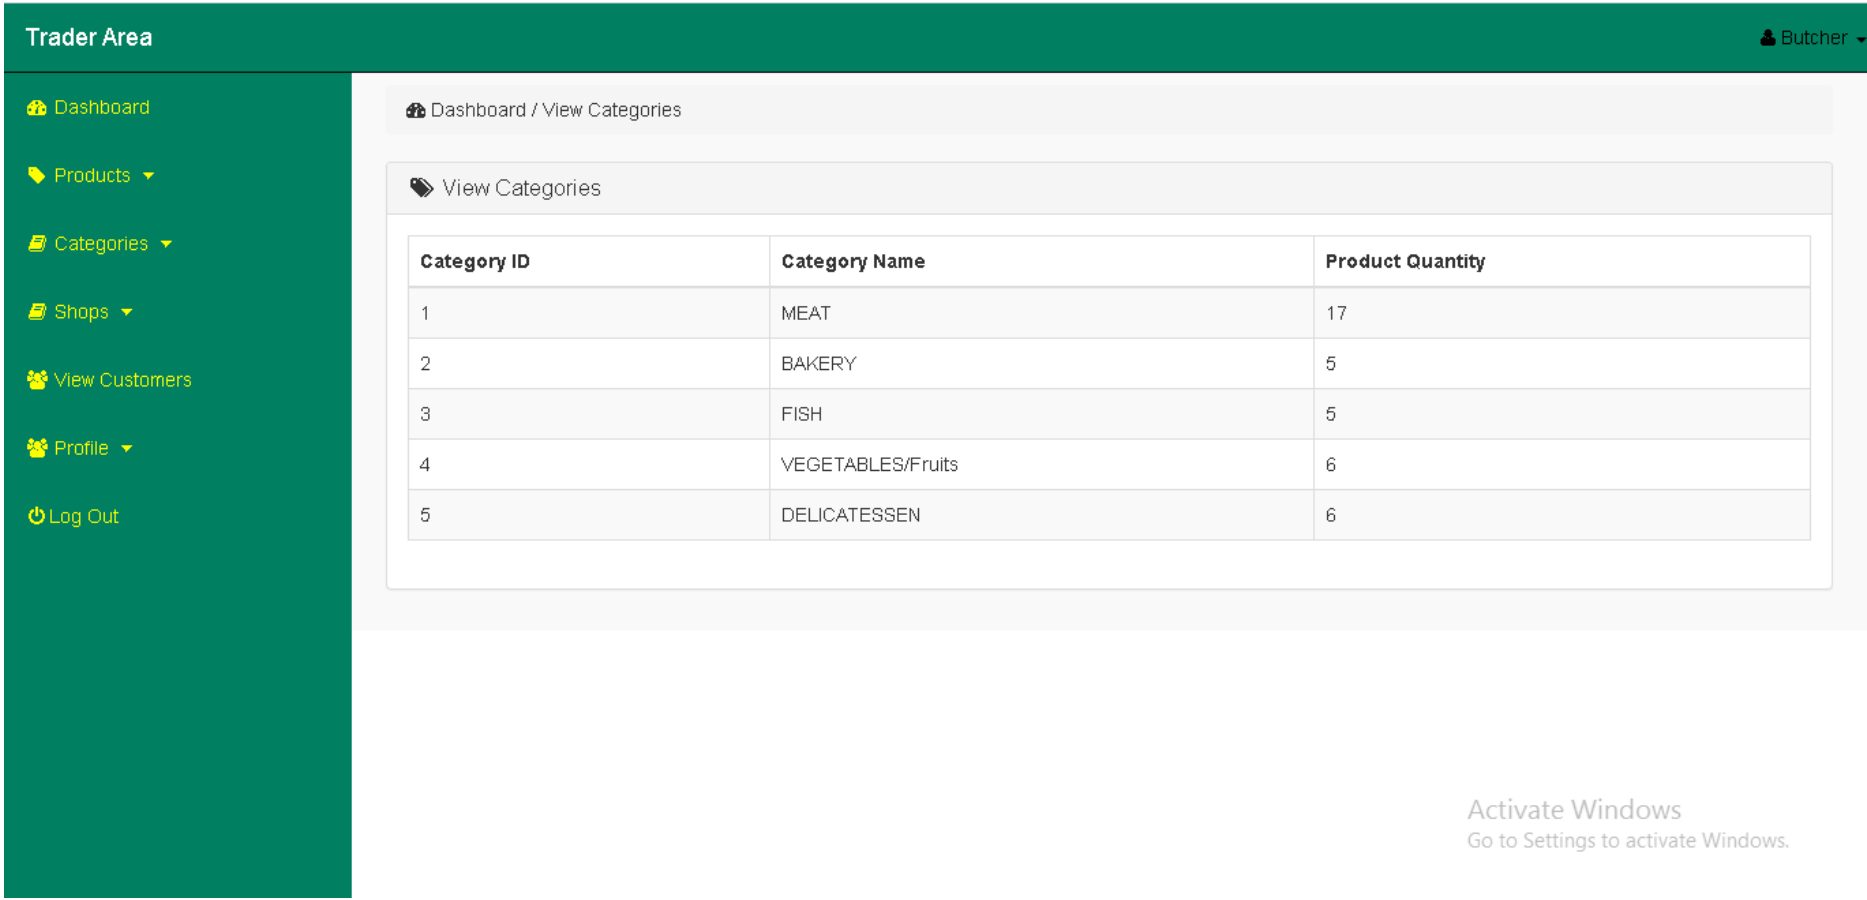 Trader Area
Butcher
Dashboard
Products
Categories
Shops
View Customers
Profile
Log Out
Dashboard / View Categories
View Categories
Category ID Category Name Product Quantity
1 MEAT 17
2 BAKERY 5
3 FISH 5
4 VEGETABLES/Fruits 6
5 DELICATESSEN 6
Activate Windows
Go to Settings to activate Windows.